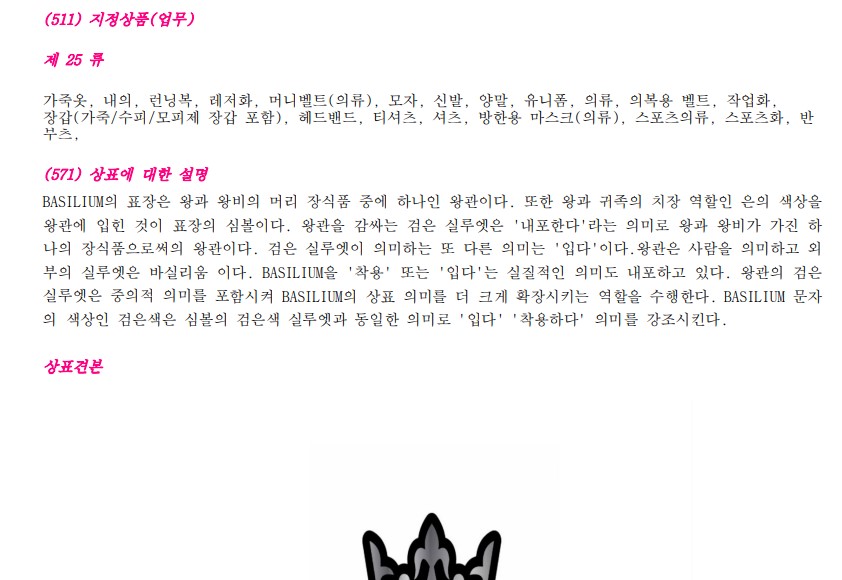 (511) 지정상품(업무)
제 25 류
가죽옷, 내의, 런닝복, 레저화, 머니벨트(의류), 모자, 신발, 양말, 유니폼, 의류, 의복용 벨트, 작업화,
장갑(가죽/수피/모피제 장갑 포함), 헤드밴드, 티셔츠, 셔츠, 방한용 마스크(의류), 스포츠의류, 스포츠화, 반
부츠,
(571) 상표에 대한 설명
BASILIUM의 표장은 왕과 왕비의 머리 장식품 중에 하나인 왕관이다. 또한 왕과 귀족의 치장 역할인 은의 색상을
왕관에 입힌 것이 표장의 심볼이다. 왕관을 감싸는 검은 실루엣은 '내포한다'라는 의미로 왕과 왕비가 가진 하
나의 장식품으로써의 왕관이다. 검은 실루엣이 의미하는 또 다른 의미는 '입다'이다.왕관은 사람을 의미하고 외
부의 실루엣은 바실리움 이다. BASILIUM을 '착용' 또는 '입다'는 실질적인 의미도 내포하고 있다. 왕관의 검은
실루엣은 중의적 의미를 포함시켜 BASILIUM의 상표 의미를 더 크게 확장시키는 역할을 수행한다. BASILIUM 문자
의 색상인 검은색은 심볼의 검은색 실루엣과 동일한 의미로 '입다' '착용하다' 의미를 강조시킨다.
상표견본